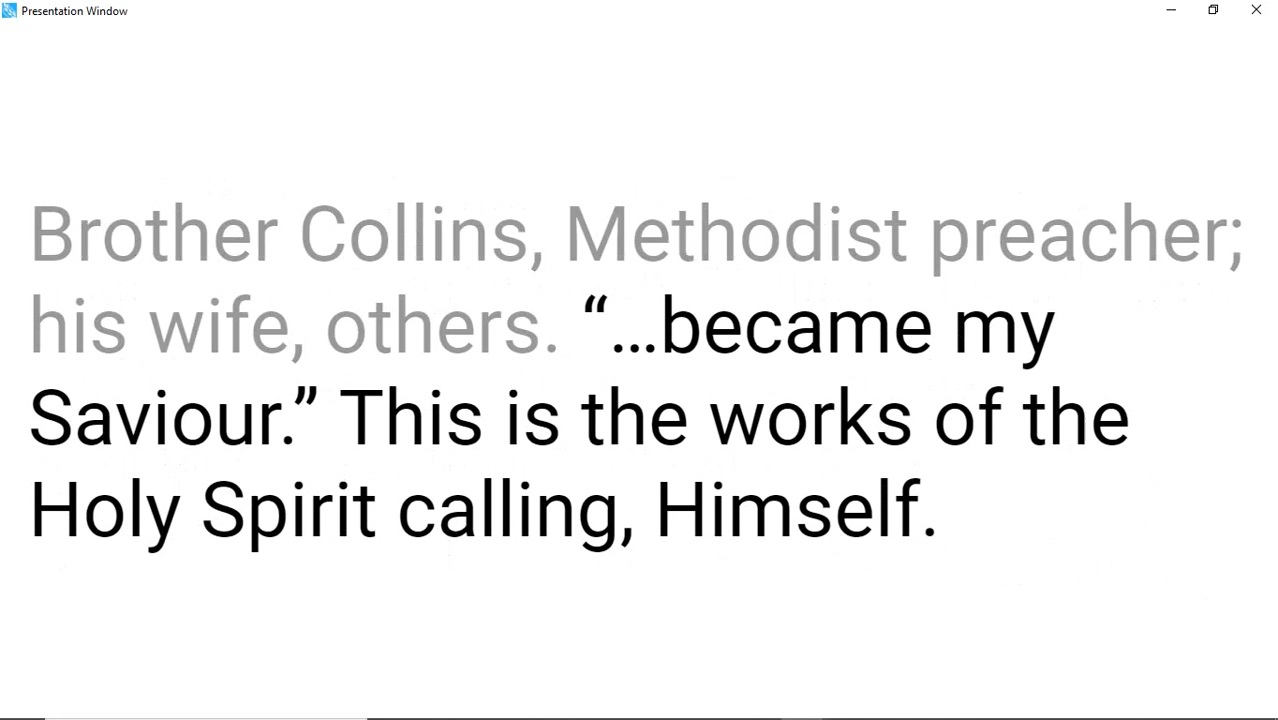 Presentation Window
Brother Collins, Methodist preacher;
his wife, others. “…became my
Saviour.” This is the works of the
Holy Spirit calling, Himself.